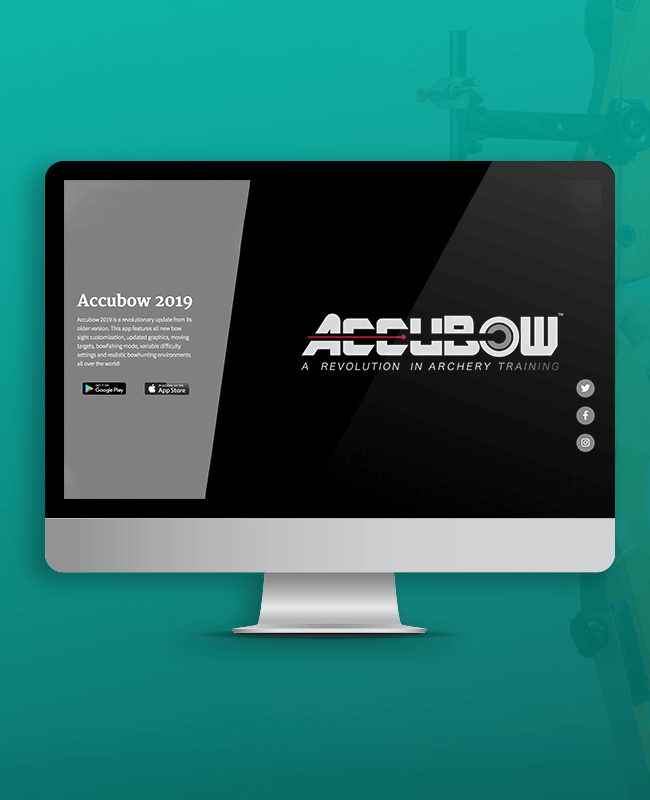 Accubow 2019
Accubow 2019 is a revolutionary update from its
older version. This app features all new bow
sight customization, updated graphics, moving
targets, bowfishing mode, variable difficulty
settings and realistic bowhunting environments
all over the world!
GET IT ON
Google Play
Available on the
App Store
ACCUBOW™
A REVOLUTION IN ARCHERY TRAINING